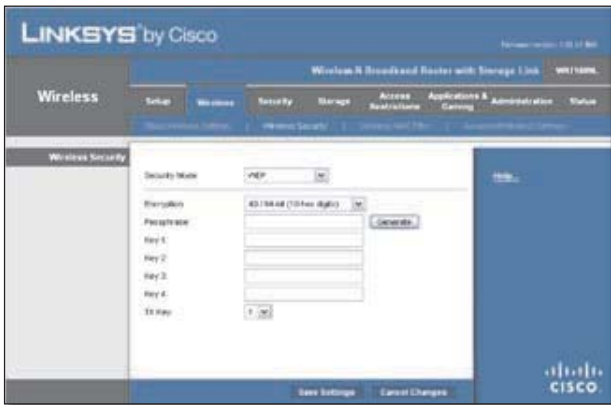 LINKSYS by Cisco
Wireless-N Broadband Router with Storage Link
Wireless
Setup Wireless Security Storage Access Restrictions Applications & Gaming Administration Status
Wireless Security
Wireless Security
Security Mode WEP
Encryption 40 / 64-bit (10 hex digits)
Passphrase Generate
Key 1
Key 2
Key 3
Key 4
TX Key 1
Help...
Save Settings Cancel Changes
CISCO